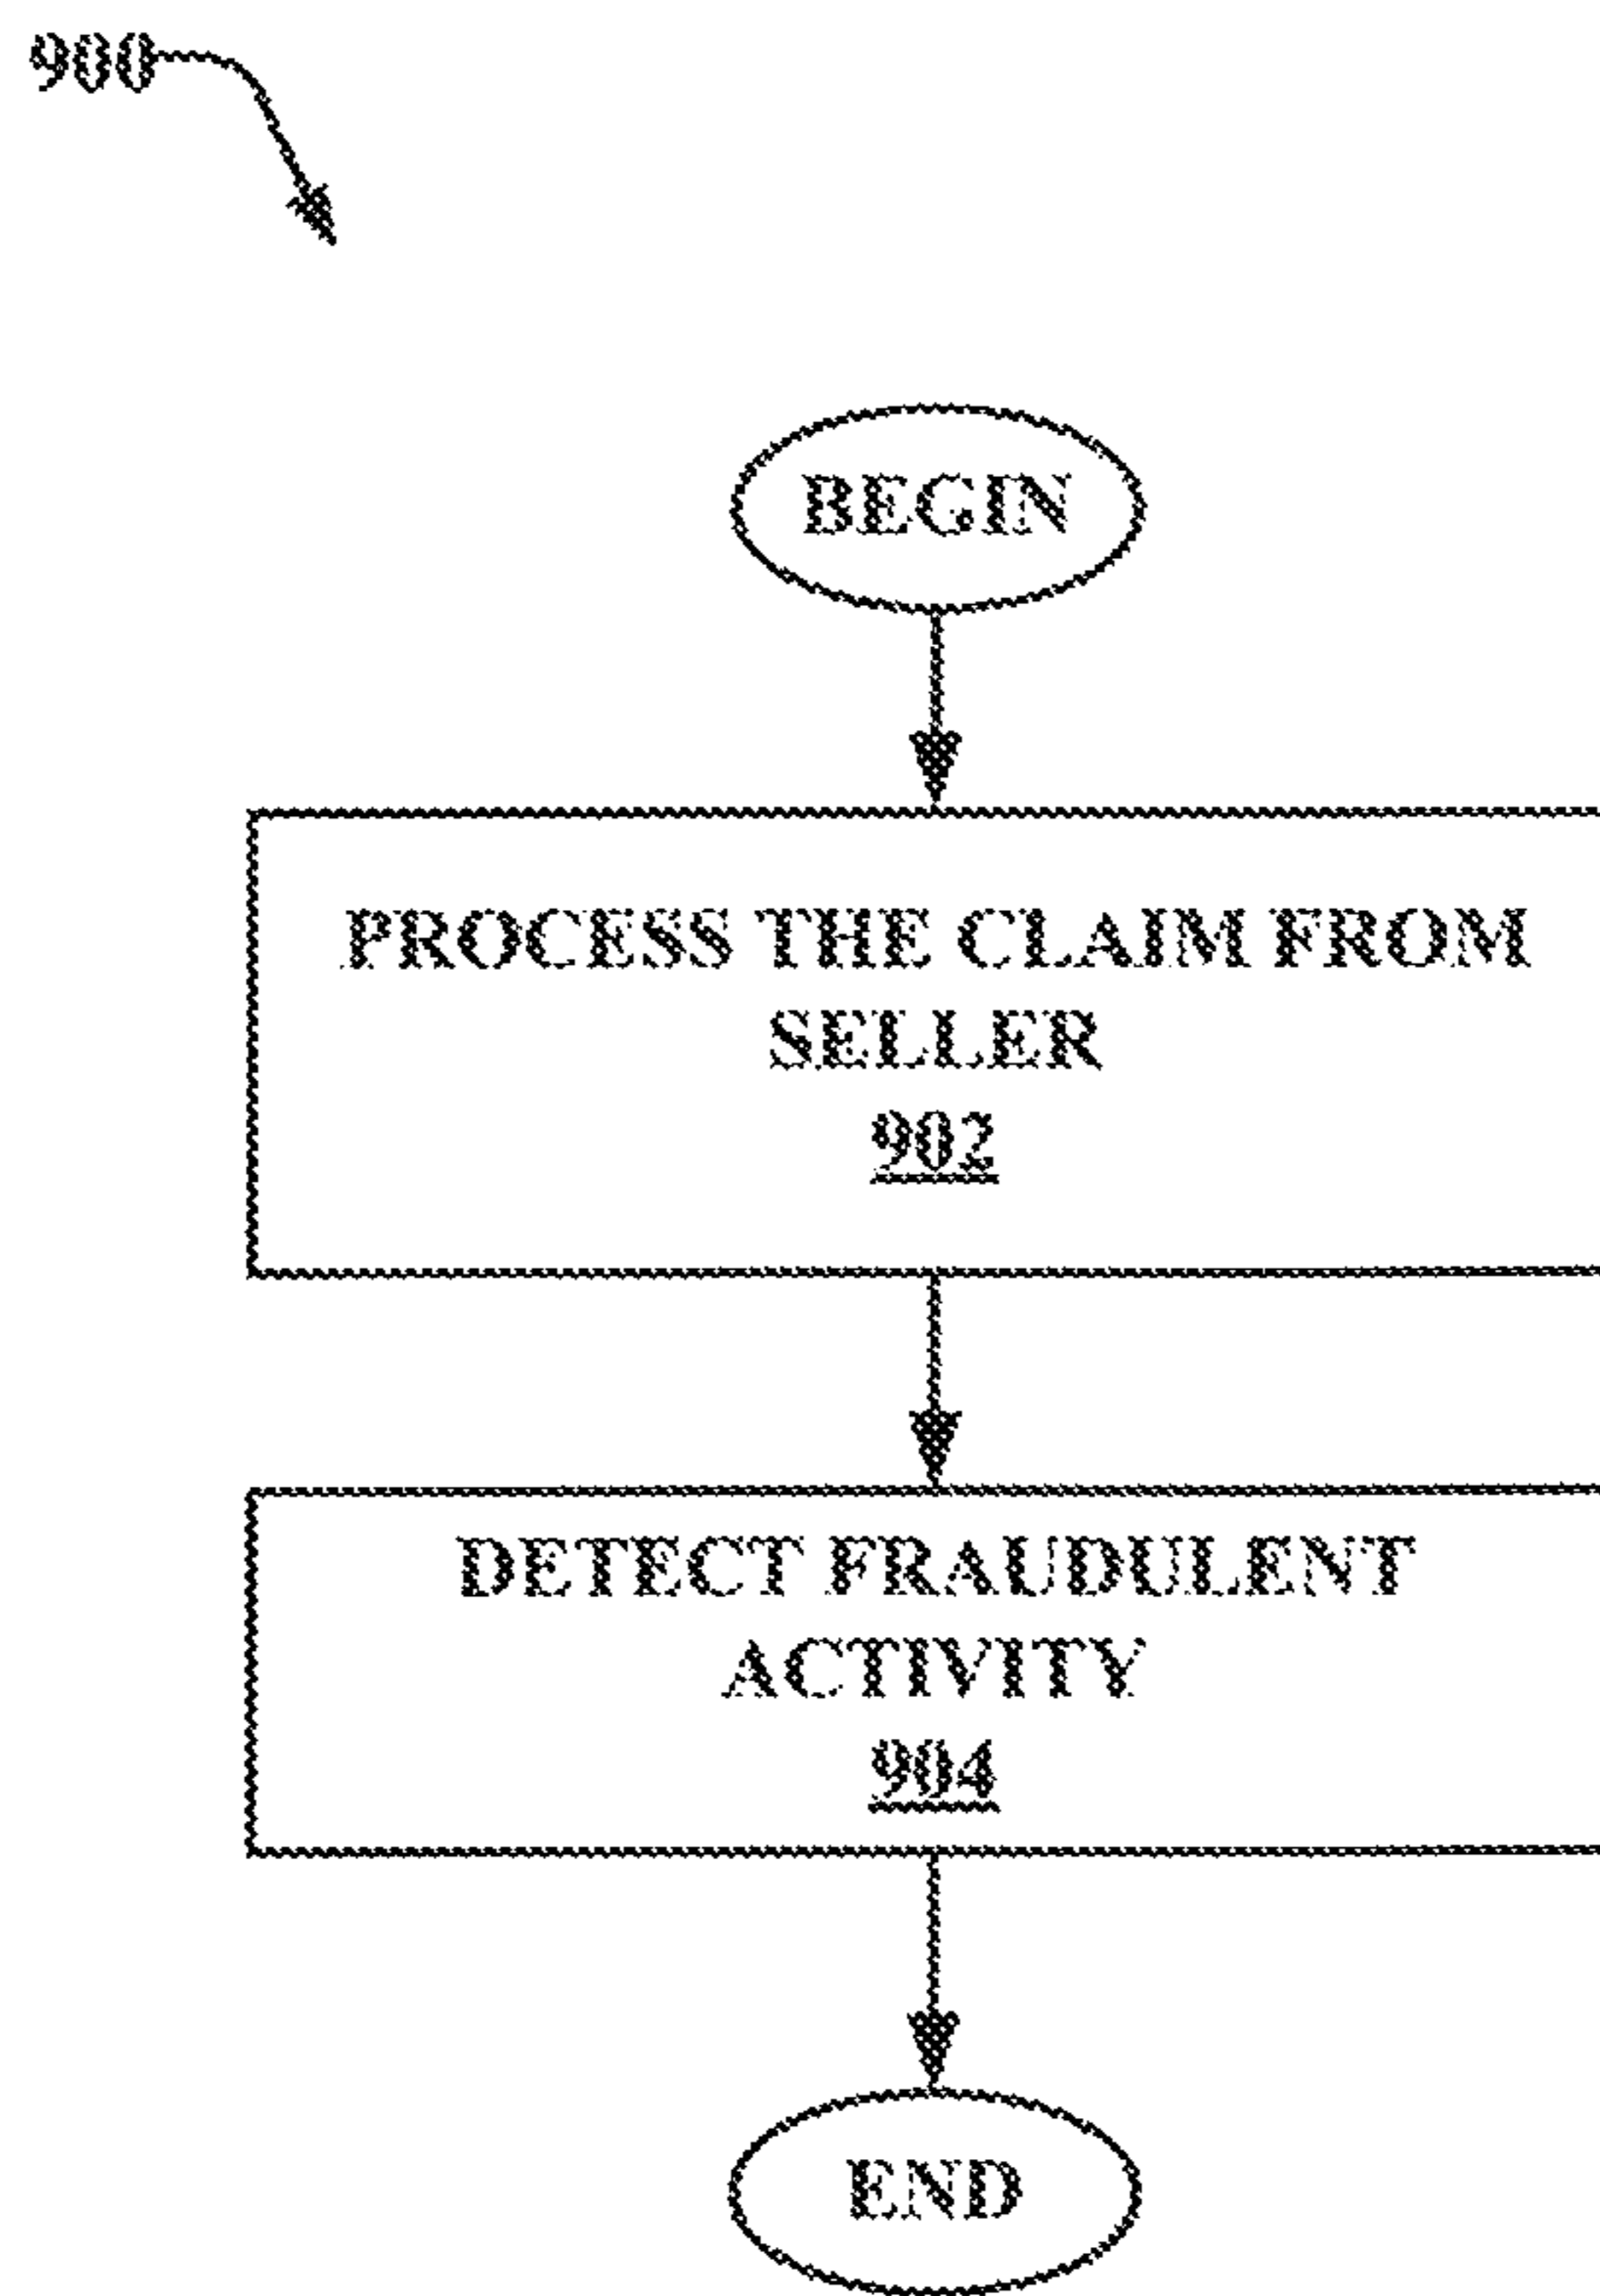 900
BEGIN
PROCESS THE CLAIM FROM
SELLER
902
DETECT FRAUDULENT
ACTIVITY
904
END